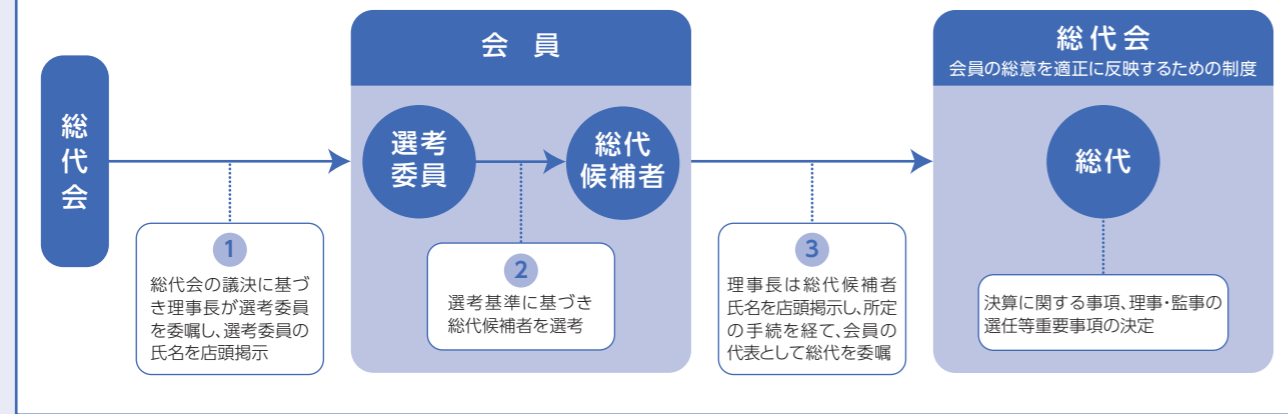 総代会
会員
選考
委員
総代
候補者
総代会
会員の総意を適正に反映するための制度
総代
1
総代会の議決に基づ
き理事長が選考委員
を委嘱し、選考委員の
氏名を店頭掲示
2
選考基準に基づき
総代候補者を選考
3
理事長は総代候補者
氏名を店頭掲示し、所定
の手続を経て、会員の
代表として総代を委嘱
決算に関する事項、理事・監事の
選任等重要事項の決定